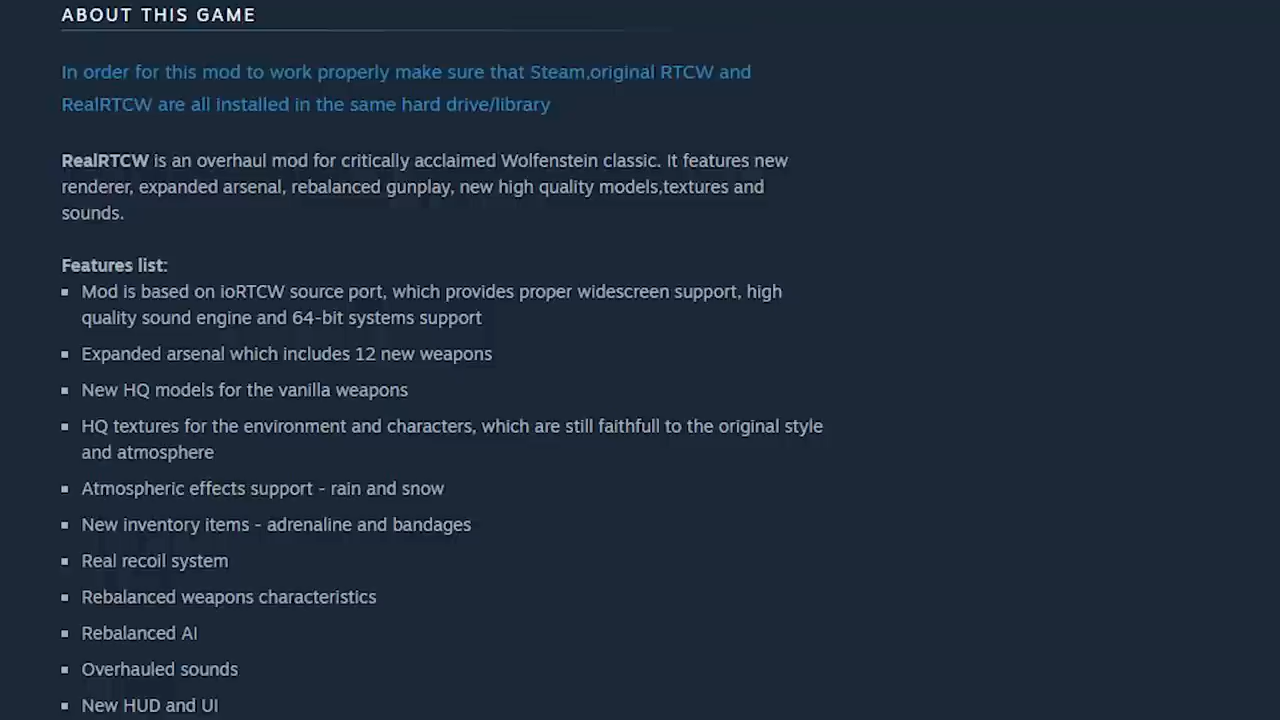 ABOUT THIS GAME
In order for this mod to work properly make sure that Steam,original RTCW and
RealRTCW are all installed in the same hard drive/library
RealRTCW is an overhaul mod for critically acclaimed Wolfenstein classic. It features new
renderer, expanded arsenal, rebalanced gunplay, new high quality models,textures and
sounds.
Features list:
▪ Mod is based on ioRTCW source port, which provides proper widescreen support, high
quality sound engine and 64-bit systems support
▪ Expanded arsenal which includes 12 new weapons
▪ New HQ models for the vanilla weapons
▪ HQ textures for the environment and characters, which are still faithfull to the original style
and atmosphere
▪ Atmospheric effects support - rain and snow
▪ New inventory items - adrenaline and bandages
▪ Real recoil system
▪ Rebalanced weapons characteristics
▪ Rebalanced AI
▪ Overhauled sounds
▪ New HUD and UI